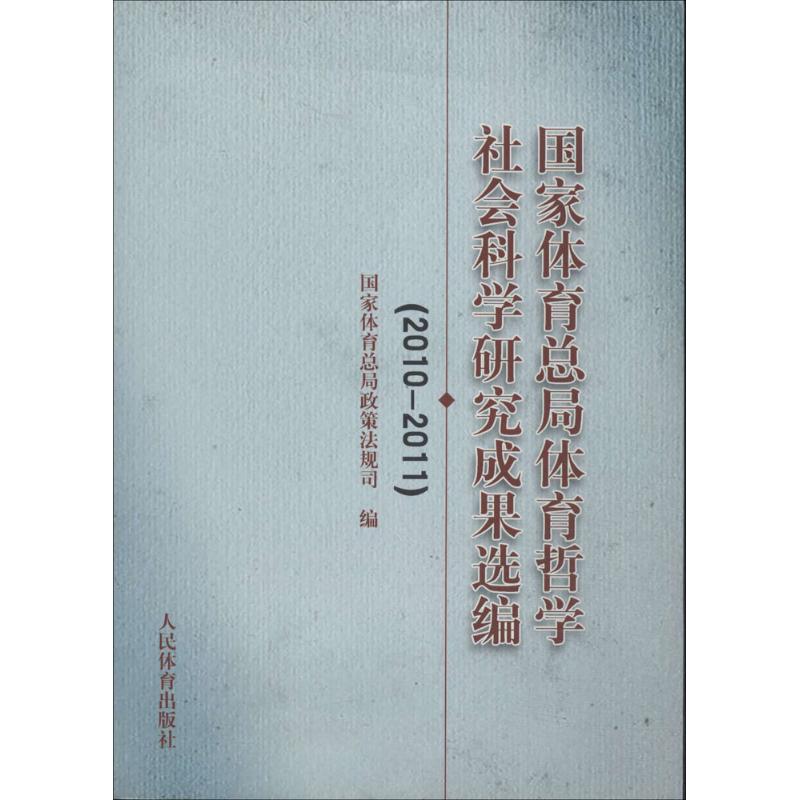 国家体育总局体育哲学
社会科学研究成果选编
(2010—2011)
国家体育总局政策法规司 编
人民体育出版社